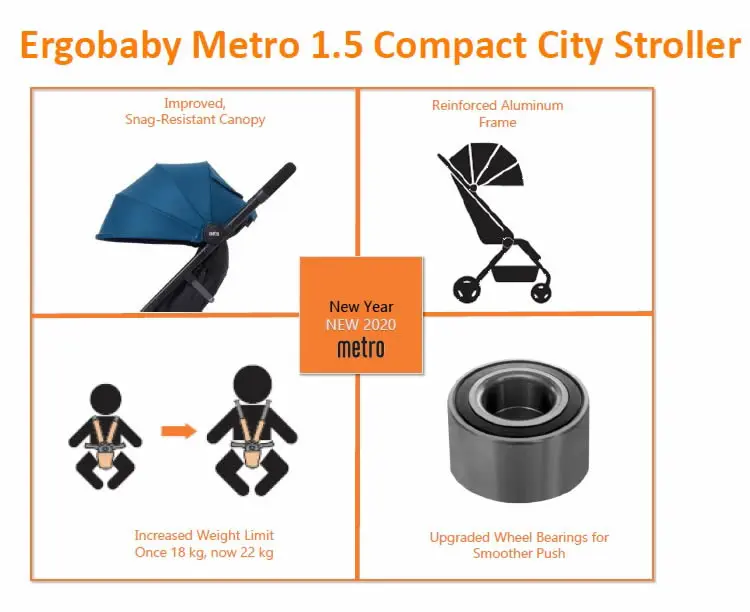 Ergobaby Metro 1.5 Compact City Stroller
Improved,
Snag-Resistant Canopy
Reinforced Aluminum
Frame
New Year
NEW 2020
metro
Increased Weight Limit
Once 18 kg, now 22 kg
Upgraded Wheel Bearings for
Smoother Push